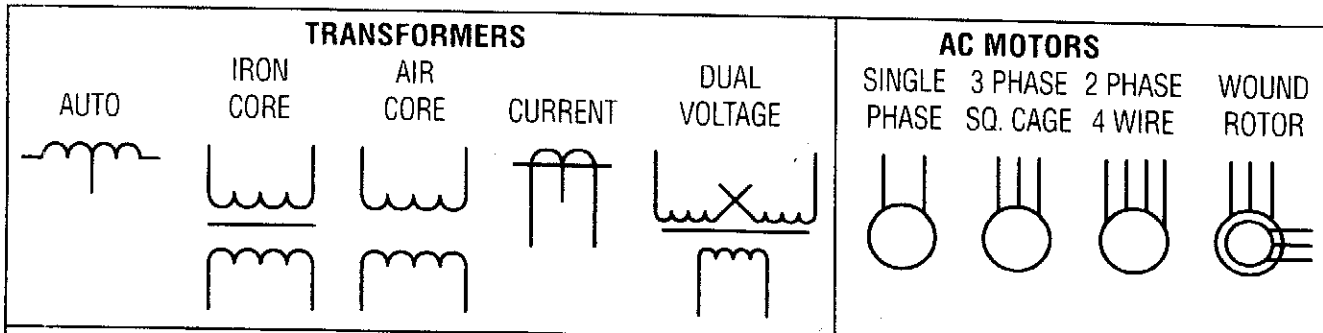 TRANSFORMERS
AUTO
IRON
CORE
AIR
CORE
CURRENT
DUAL
VOLTAGE
AC MOTORS
SINGLE
PHASE
3 PHASE
SQ. CAGE
2 PHASE
4 WIRE
WOUND
ROTOR